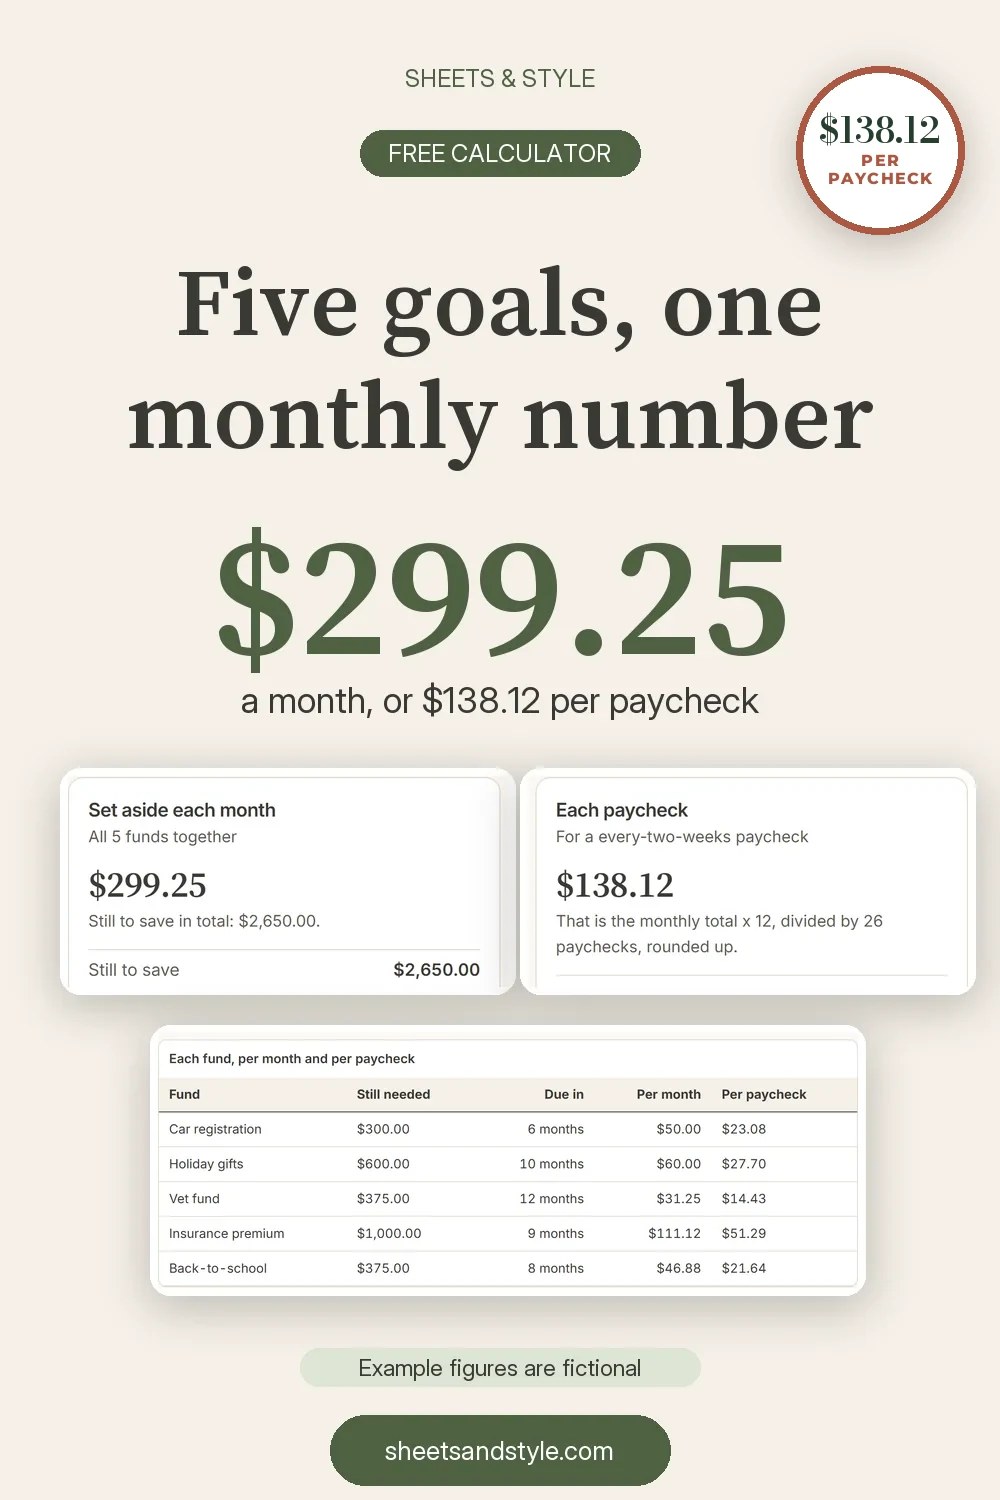 SHEETS & STYLE
FREE CALCULATOR
$138.12
PER
PAYCHECK
Five goals, one
monthly number
$299.25
a month, or $138.12 per paycheck
Set aside each month
All 5 funds together
$299.25
Still to save in total: $2,650.00.
Still to save $2,650.00
Each paycheck
For a every-two-weeks paycheck
$138.12
That is the monthly total x 12, divided by 26
paychecks, rounded up.
Each fund, per month and per paycheck
Fund Still needed Due in Per month Per paycheck
Car registration $300.00 6 months $50.00 $23.08
Holiday gifts $600.00 10 months $60.00 $27.70
Vet fund $375.00 12 months $31.25 $14.43
Insurance premium $1,000.00 9 months $111.12 $51.29
Back-to-school $375.00 8 months $46.88 $21.64
Example figures are fictional
sheetsandstyle.com